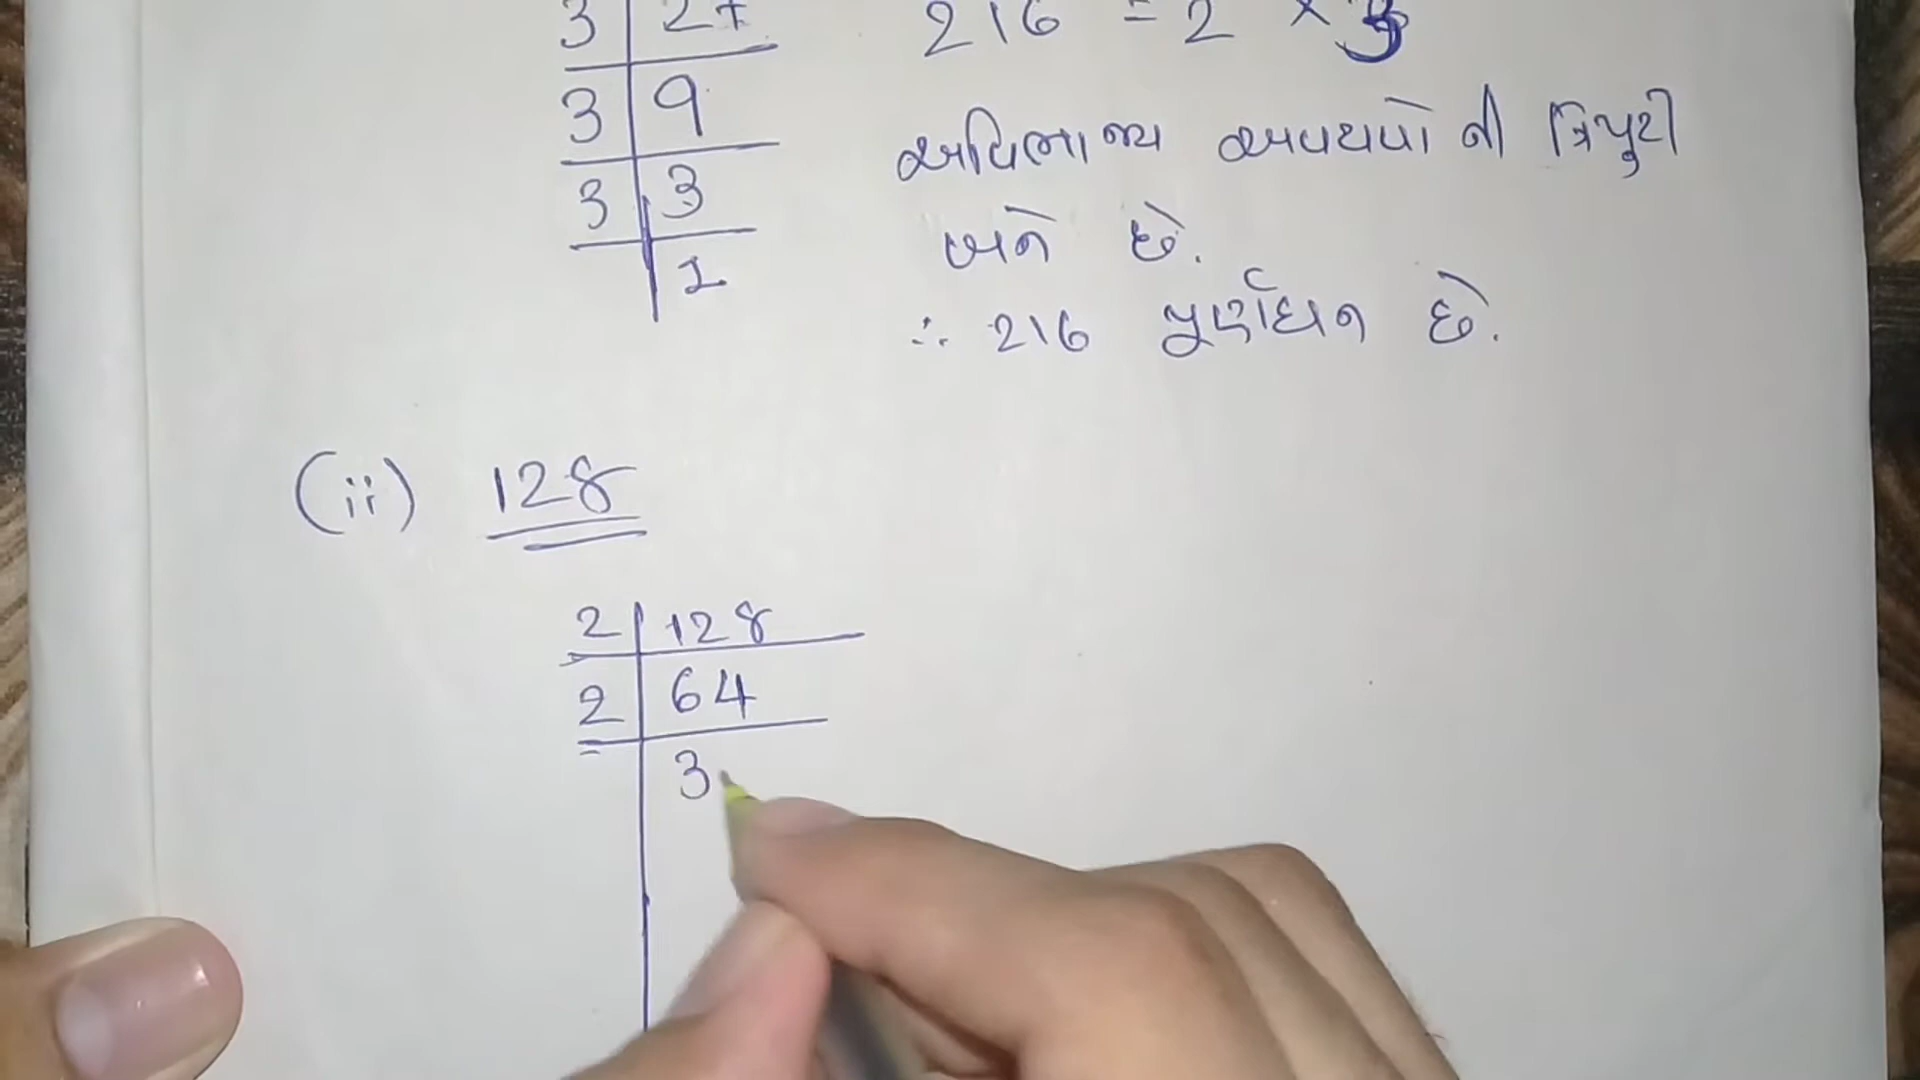 3 | 27
216 = 2 × 3
3 | 9
અવિભાજ્ય અવયવો ની ત્રિપુટી
3 | 3
બને છે.
1
∴ 216 પૂર્ણઘન છે.
(ii) 128
2 | 128
2 | 64
3